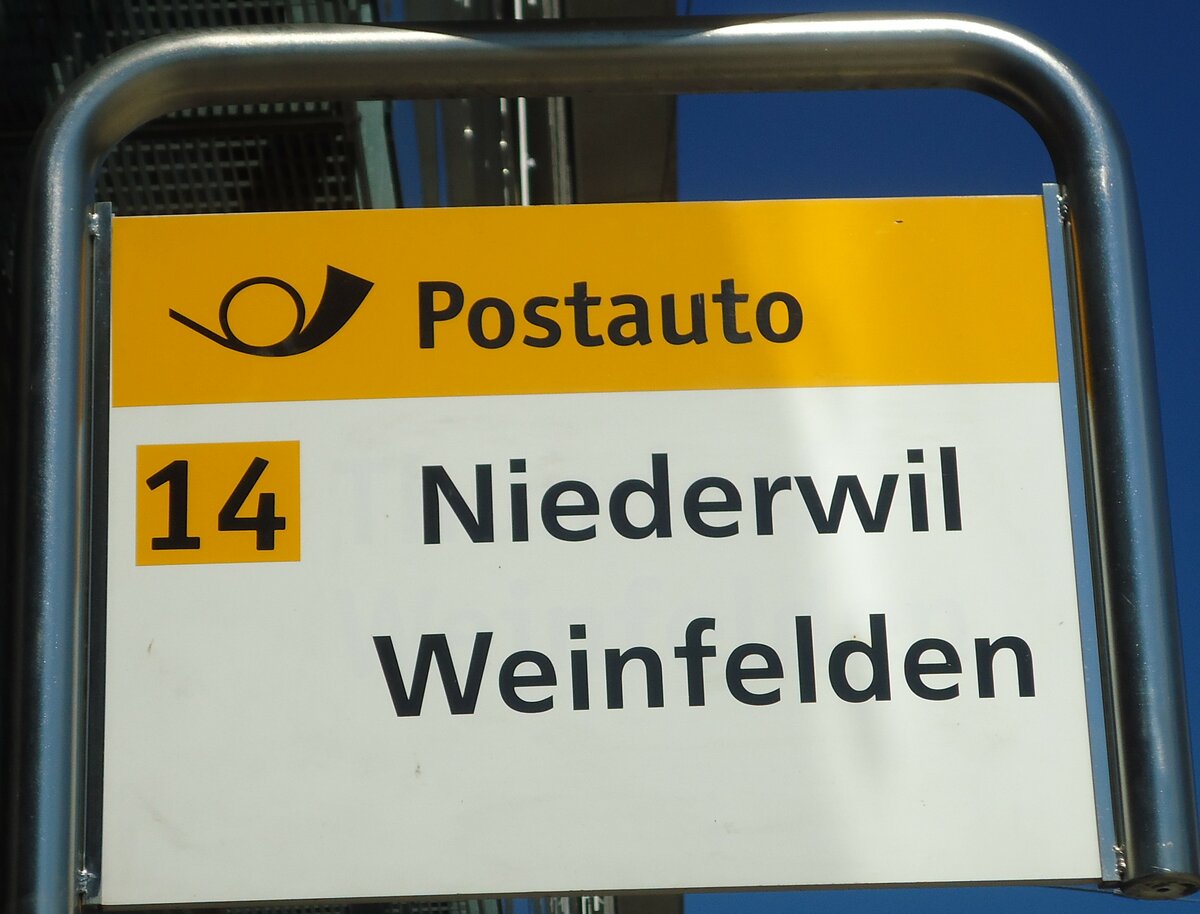 Postauto
14 Niederwil
Weinfelden